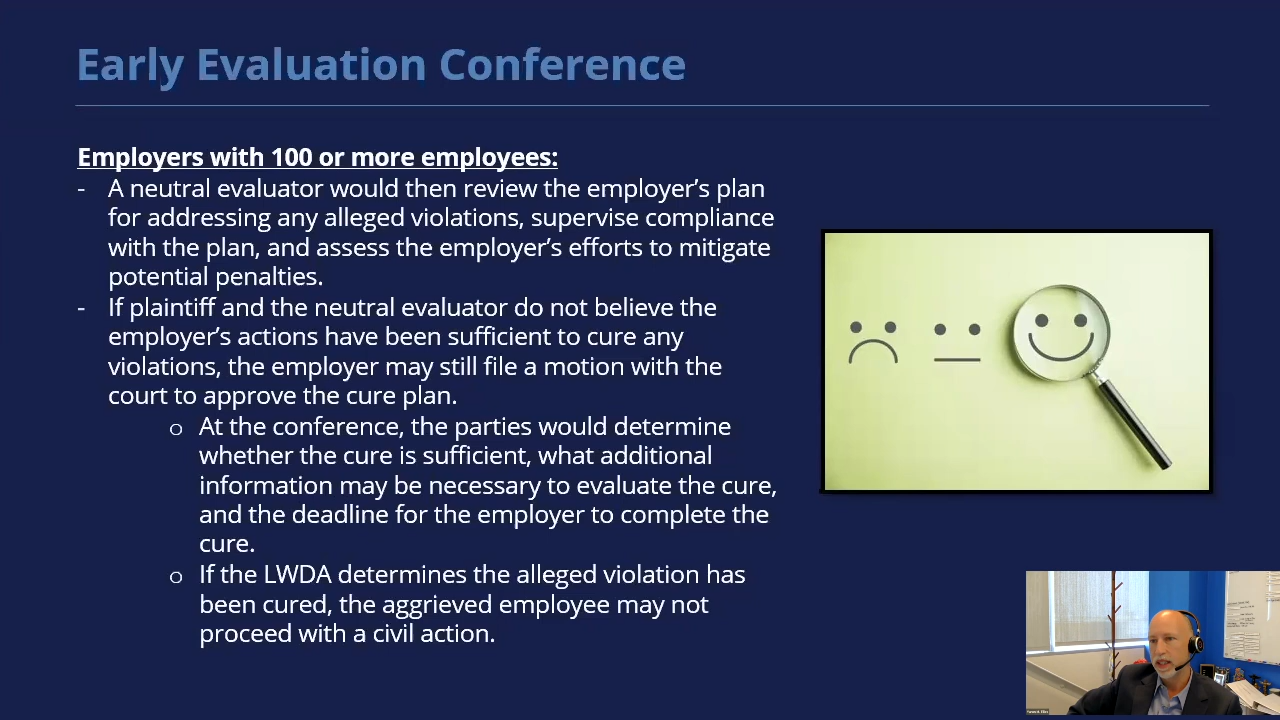 Early Evaluation Conference
Employers with 100 or more employees:
- A neutral evaluator would then review the employer’s plan
for addressing any alleged violations, supervise compliance
with the plan, and assess the employer’s efforts to mitigate
potential penalties.
- If plaintiff and the neutral evaluator do not believe the
employer’s actions have been sufficient to cure any
violations, the employer may still file a motion with the
court to approve the cure plan.
o At the conference, the parties would determine
whether the cure is sufficient, what additional
information may be necessary to evaluate the cure,
and the deadline for the employer to complete the
cure.
o If the LWDA determines the alleged violation has
been cured, the aggrieved employee may not
proceed with a civil action.